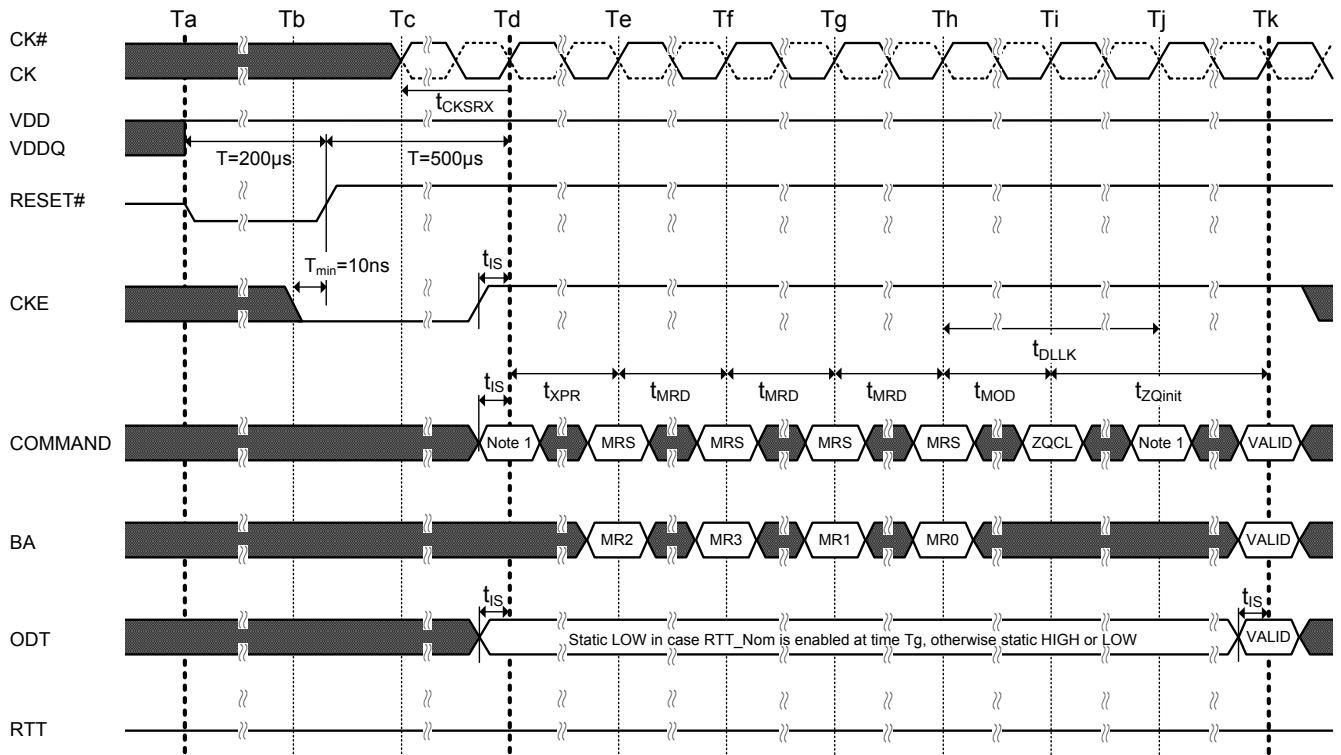 Ta Tb Tc Td Te Tf Tg Th Ti Tj Tk
CK#
CK
tCKSRX
VDD
VDDQ
T=200µs T=500µs
RESET#
Tmin=10ns tIS
CKE
tDLLK
tIS tXPR tMRD tMRD tMRD tMOD tZQinit
COMMAND Note 1 MRS MRS MRS MRS ZQCL Note 1 VALID
BA MR2 MR3 MR1 MR0 VALID
tIS tIS
ODT Static LOW in case RTT_Nom is enabled at time Tg, otherwise static HIGH or LOW VALID
RTT